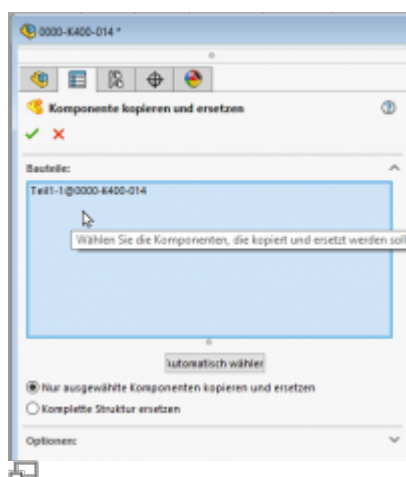 0000-K400-014 *
Komponente kopieren und ersetzen
Bauteile:
Teil1-1@0000-K400-014
Wählen Sie die Komponenten, die kopiert und ersetzt werden soll
Automatisch wähler
Nur ausgewählte Komponenten kopieren und ersetzen
Komplette Struktur ersetzen
Optionen: